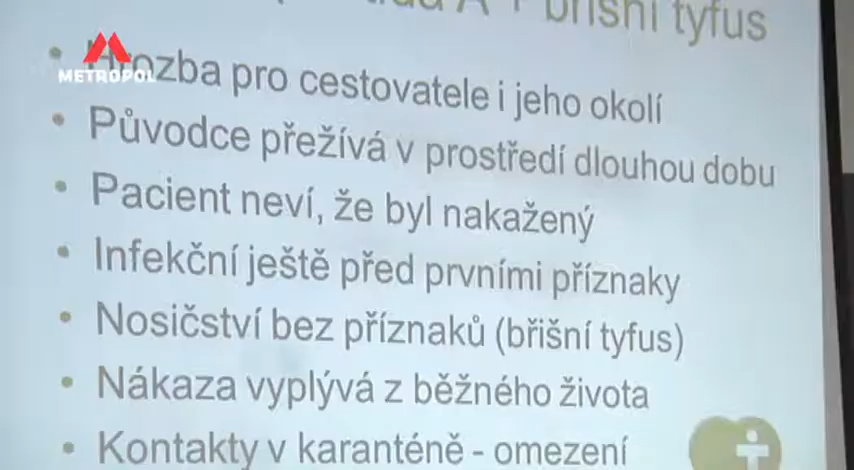 A + břišní tyfus
Hrozba pro cestovatele i jeho okolí
METROPOL
Původce přežívá v prostředí dlouhou dobu
Pacient neví, že byl nakažený
Infekční ještě před prvními příznaky
Nosičství bez příznaků (břišní tyfus)
Nákaza vyplývá z běžného života
Kontakty v karanténě - omezení